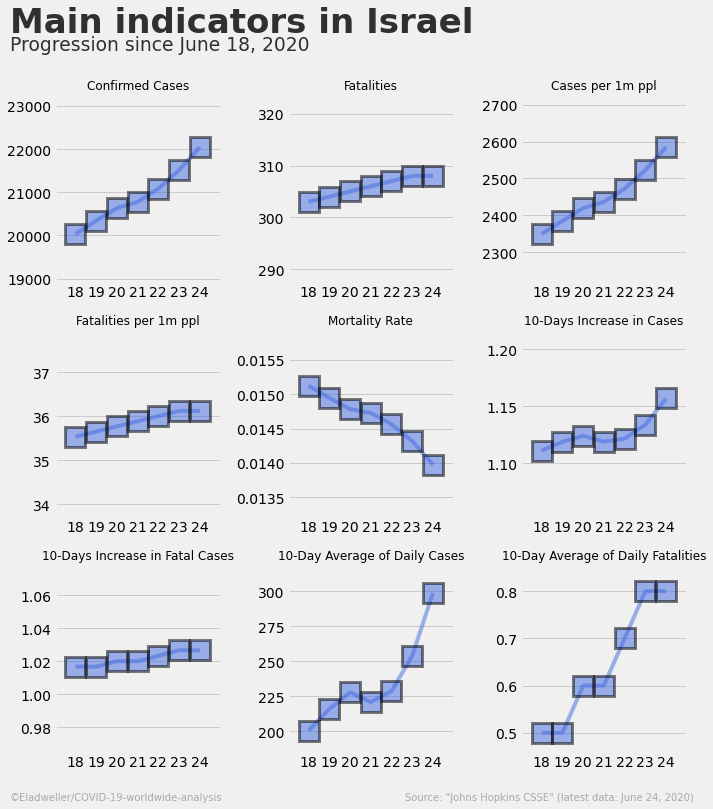 Main indicators in Israel
Progression since June 18, 2020
Confirmed Cases
23000
22000
21000
20000
19000
18 19 20 21 22 23 24
Fatalities
320
310
300
290
18 19 20 21 22 23 24
Cases per 1m ppl
2700
2600
2500
2400
2300
18 19 20 21 22 23 24
Fatalities per 1m ppl
37
36
35
34
18 19 20 21 22 23 24
Mortality Rate
0.0155
0.0150
0.0145
0.0140
0.0135
18 19 20 21 22 23 24
10-Days Increase in Cases
1.20
1.15
1.10
18 19 20 21 22 23 24
10-Days Increase in Fatal Cases
1.06
1.04
1.02
1.00
0.98
18 19 20 21 22 23 24
10-Day Average of Daily Cases
300
275
250
225
200
18 19 20 21 22 23 24
10-Day Average of Daily Fatalities
0.8
0.7
0.6
0.5
18 19 20 21 22 23 24
©Eladweller/COVID-19-worldwide-analysis
Source: "Johns Hopkins CSSE" (latest data: June 24, 2020)